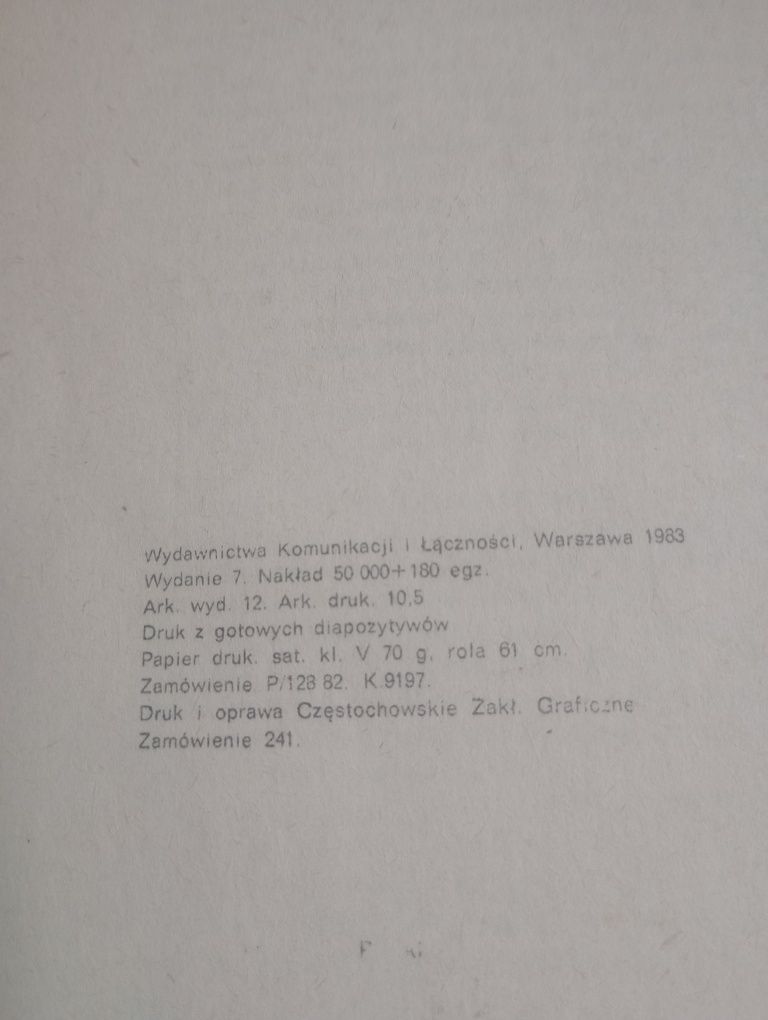 Wydawnictwa Komunikacji i Łączności, Warszawa 1983
Wydanie 7. Nakład 50 000+180 egz.
Ark. wyd. 12. Ark. druk. 10,5
Druk z gotowych diapozytywów
Papier druk. sat. kl. V 70 g, rola 61 cm.
Zamówienie P/128 82. K 9197.
Druk i oprawa Częstochowskie Zakł. Graficzne
Zamówienie 241.